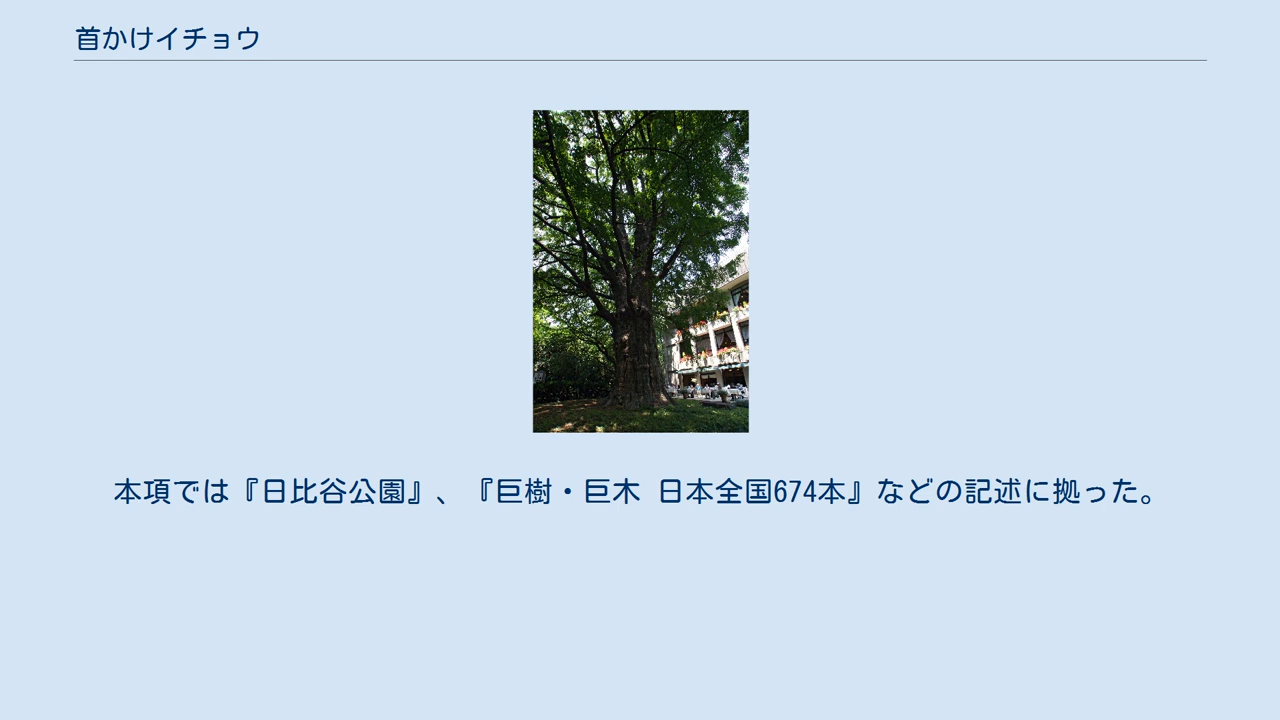 首かけイチョウ
本項では『日比谷公園』、『巨樹・巨木 日本全国674本』などの記述に拠った。